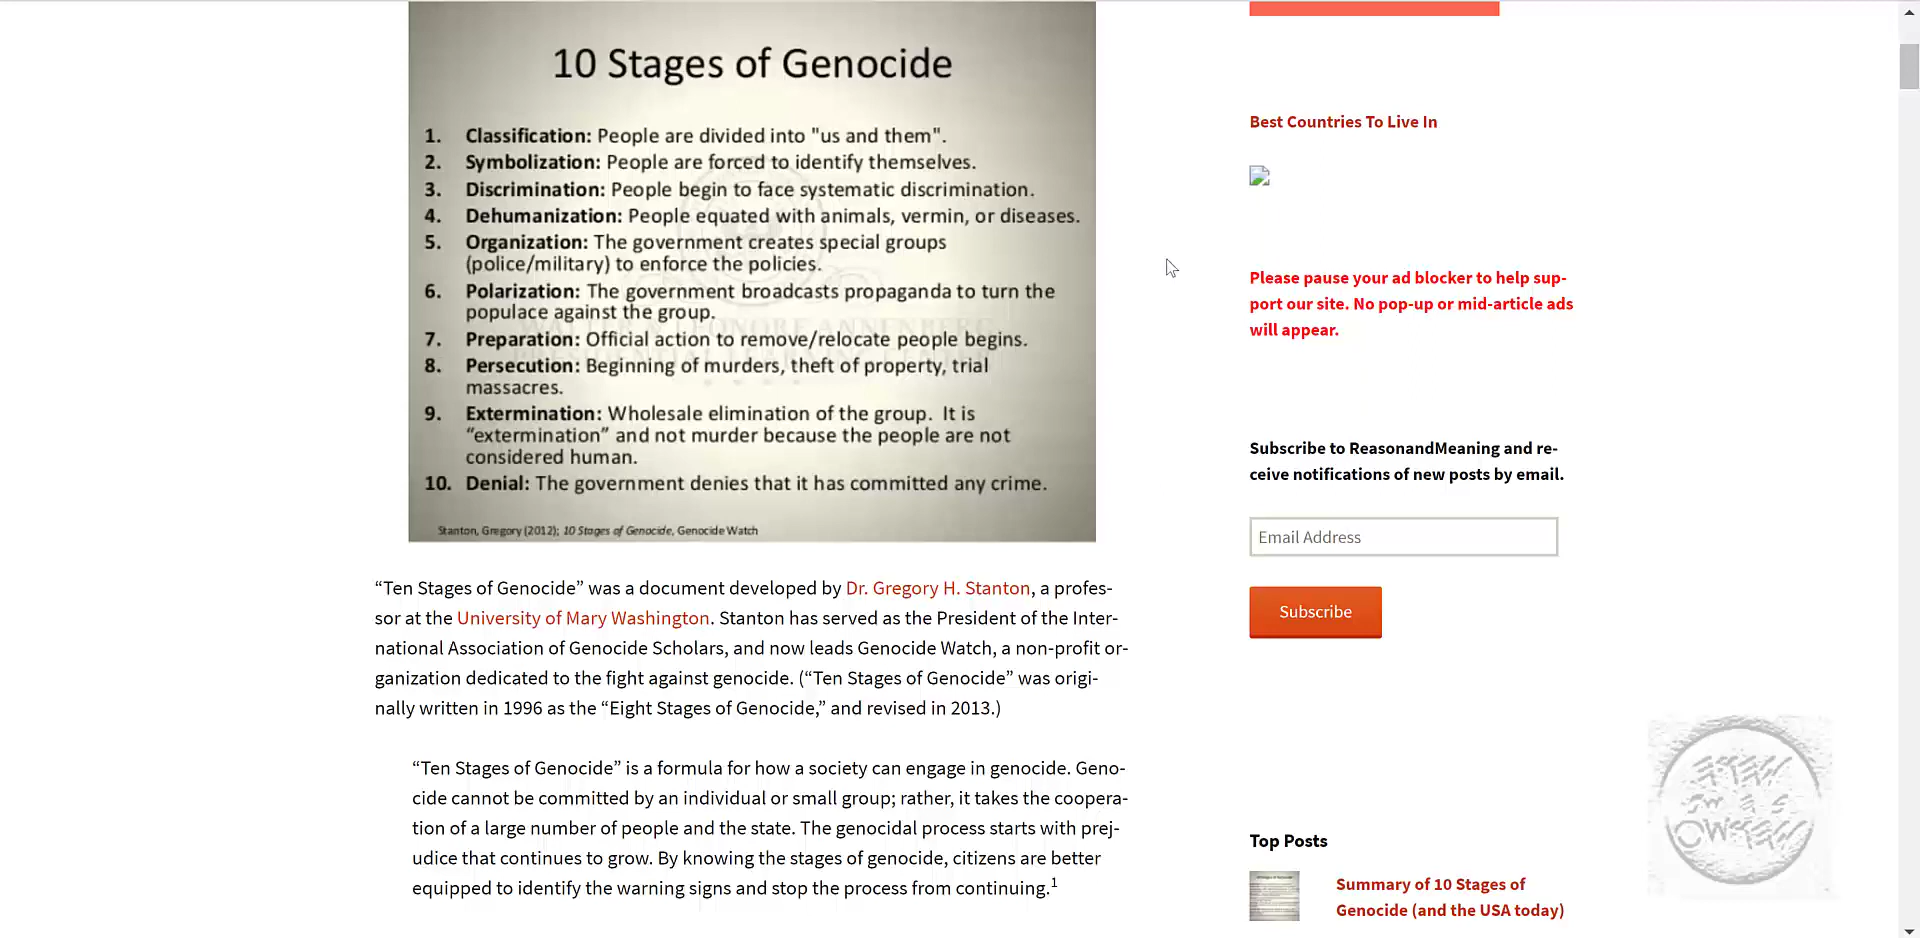 10 Stages of Genocide
1. Classification: People are divided into "us and them".
2. Symbolization: People are forced to identify themselves.
3. Discrimination: People begin to face systematic discrimination.
4. Dehumanization: People equated with animals, vermin, or diseases.
5. Organization: The government creates special groups
(police/military) to enforce the policies.
6. Polarization: The government broadcasts propaganda to turn the
populace against the group.
7. Preparation: Official action to remove/relocate people begins.
8. Persecution: Beginning of murders, theft of property, trial
massacres.
9. Extermination: Wholesale elimination of the group. It is
“extermination” and not murder because the people are not
considered human.
10. Denial: The government denies that it has committed any crime.
Stanton, Gregory (2012); 10 Stages of Genocide, Genocide Watch
“Ten Stages of Genocide” was a document developed by Dr. Gregory H. Stanton, a profes-
sor at the University of Mary Washington. Stanton has served as the President of the Inter-
national Association of Genocide Scholars, and now leads Genocide Watch, a non-profit or-
ganization dedicated to the fight against genocide. (“Ten Stages of Genocide” was origi-
nally written in 1996 as the “Eight Stages of Genocide,” and revised in 2013.)
“Ten Stages of Genocide” is a formula for how a society can engage in genocide. Geno-
cide cannot be committed by an individual or small group; rather, it takes the coopera-
tion of a large number of people and the state. The genocidal process starts with prej-
udice that continues to grow. By knowing the stages of genocide, citizens are better
equipped to identify the warning signs and stop the process from continuing.1
Best Countries To Live In
Please pause your ad blocker to help sup-
port our site. No pop-up or mid-article ads
will appear.
Subscribe to ReasonandMeaning and re-
ceive notifications of new posts by email.
Email Address
Subscribe
Top Posts
Summary of 10 Stages of
Genocide (and the USA today)